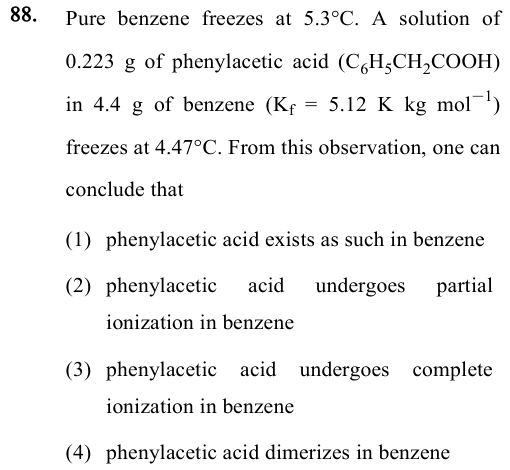 88. Pure benzene freezes at 5.3°C. A solution of
0.223 g of phenylacetic acid (C₆H₅CH₂COOH)
in 4.4 g of benzene (K_f = 5.12 K kg mol⁻¹)
freezes at 4.47°C. From this observation, one can
conclude that
(1) phenylacetic acid exists as such in benzene
(2) phenylacetic acid undergoes partial
ionization in benzene
(3) phenylacetic acid undergoes complete
ionization in benzene
(4) phenylacetic acid dimerizes in benzene